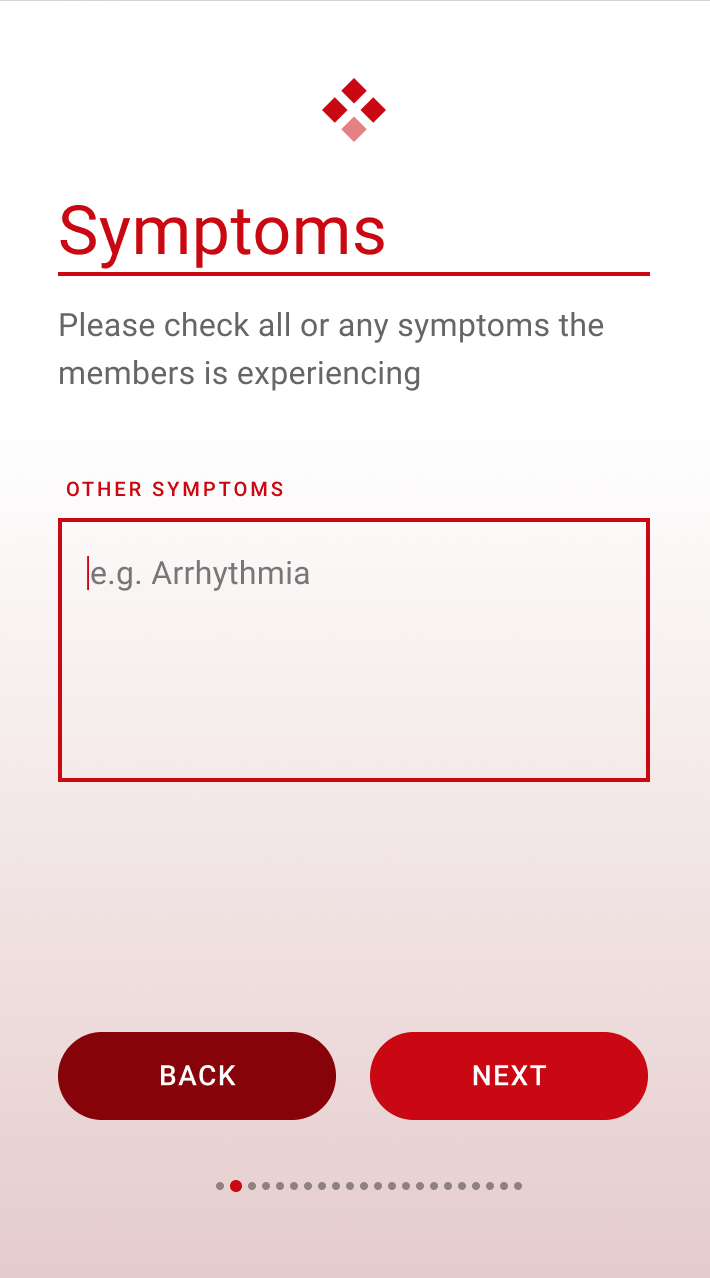 Symptoms
Please check all or any symptoms the
members is experiencing
OTHER SYMPTOMS
e.g. Arrhythmia
BACK
NEXT